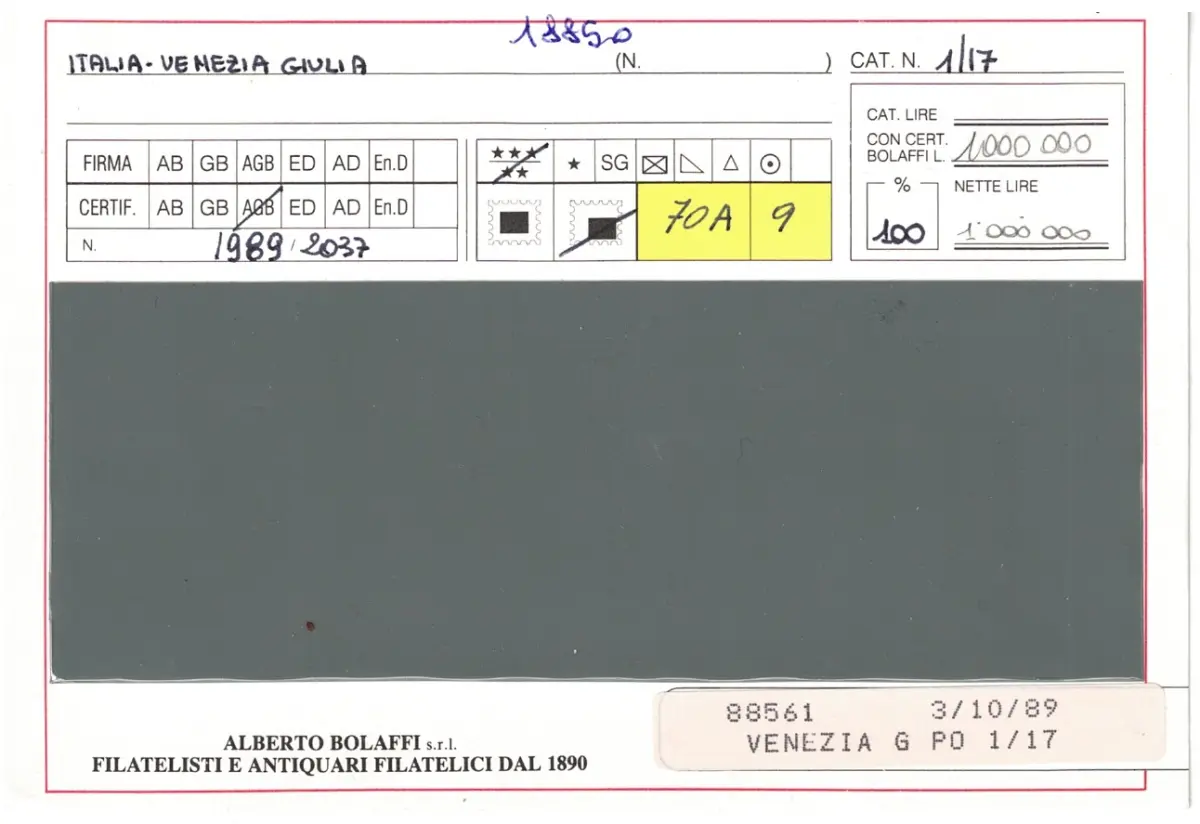 18850
ITALIA - VENEZIA GIULIA (N. ) CAT. N. 1/17
CAT. LIRE
CON CERT. BOLAFFI L. 1000 000
FIRMA AB GB AGB ED AD En.D
★★★ ★★ ★ SG
% NETTE LIRE
CERTIF. AB GB AGB ED AD En.D
70A 9
100 1'000 000
N. 1989/2037
88561 3/10/89
VENEZIA G PO 1/17
ALBERTO BOLAFFI s.r.l.
FILATELISTI E ANTIQUARI FILATELICI DAL 1890